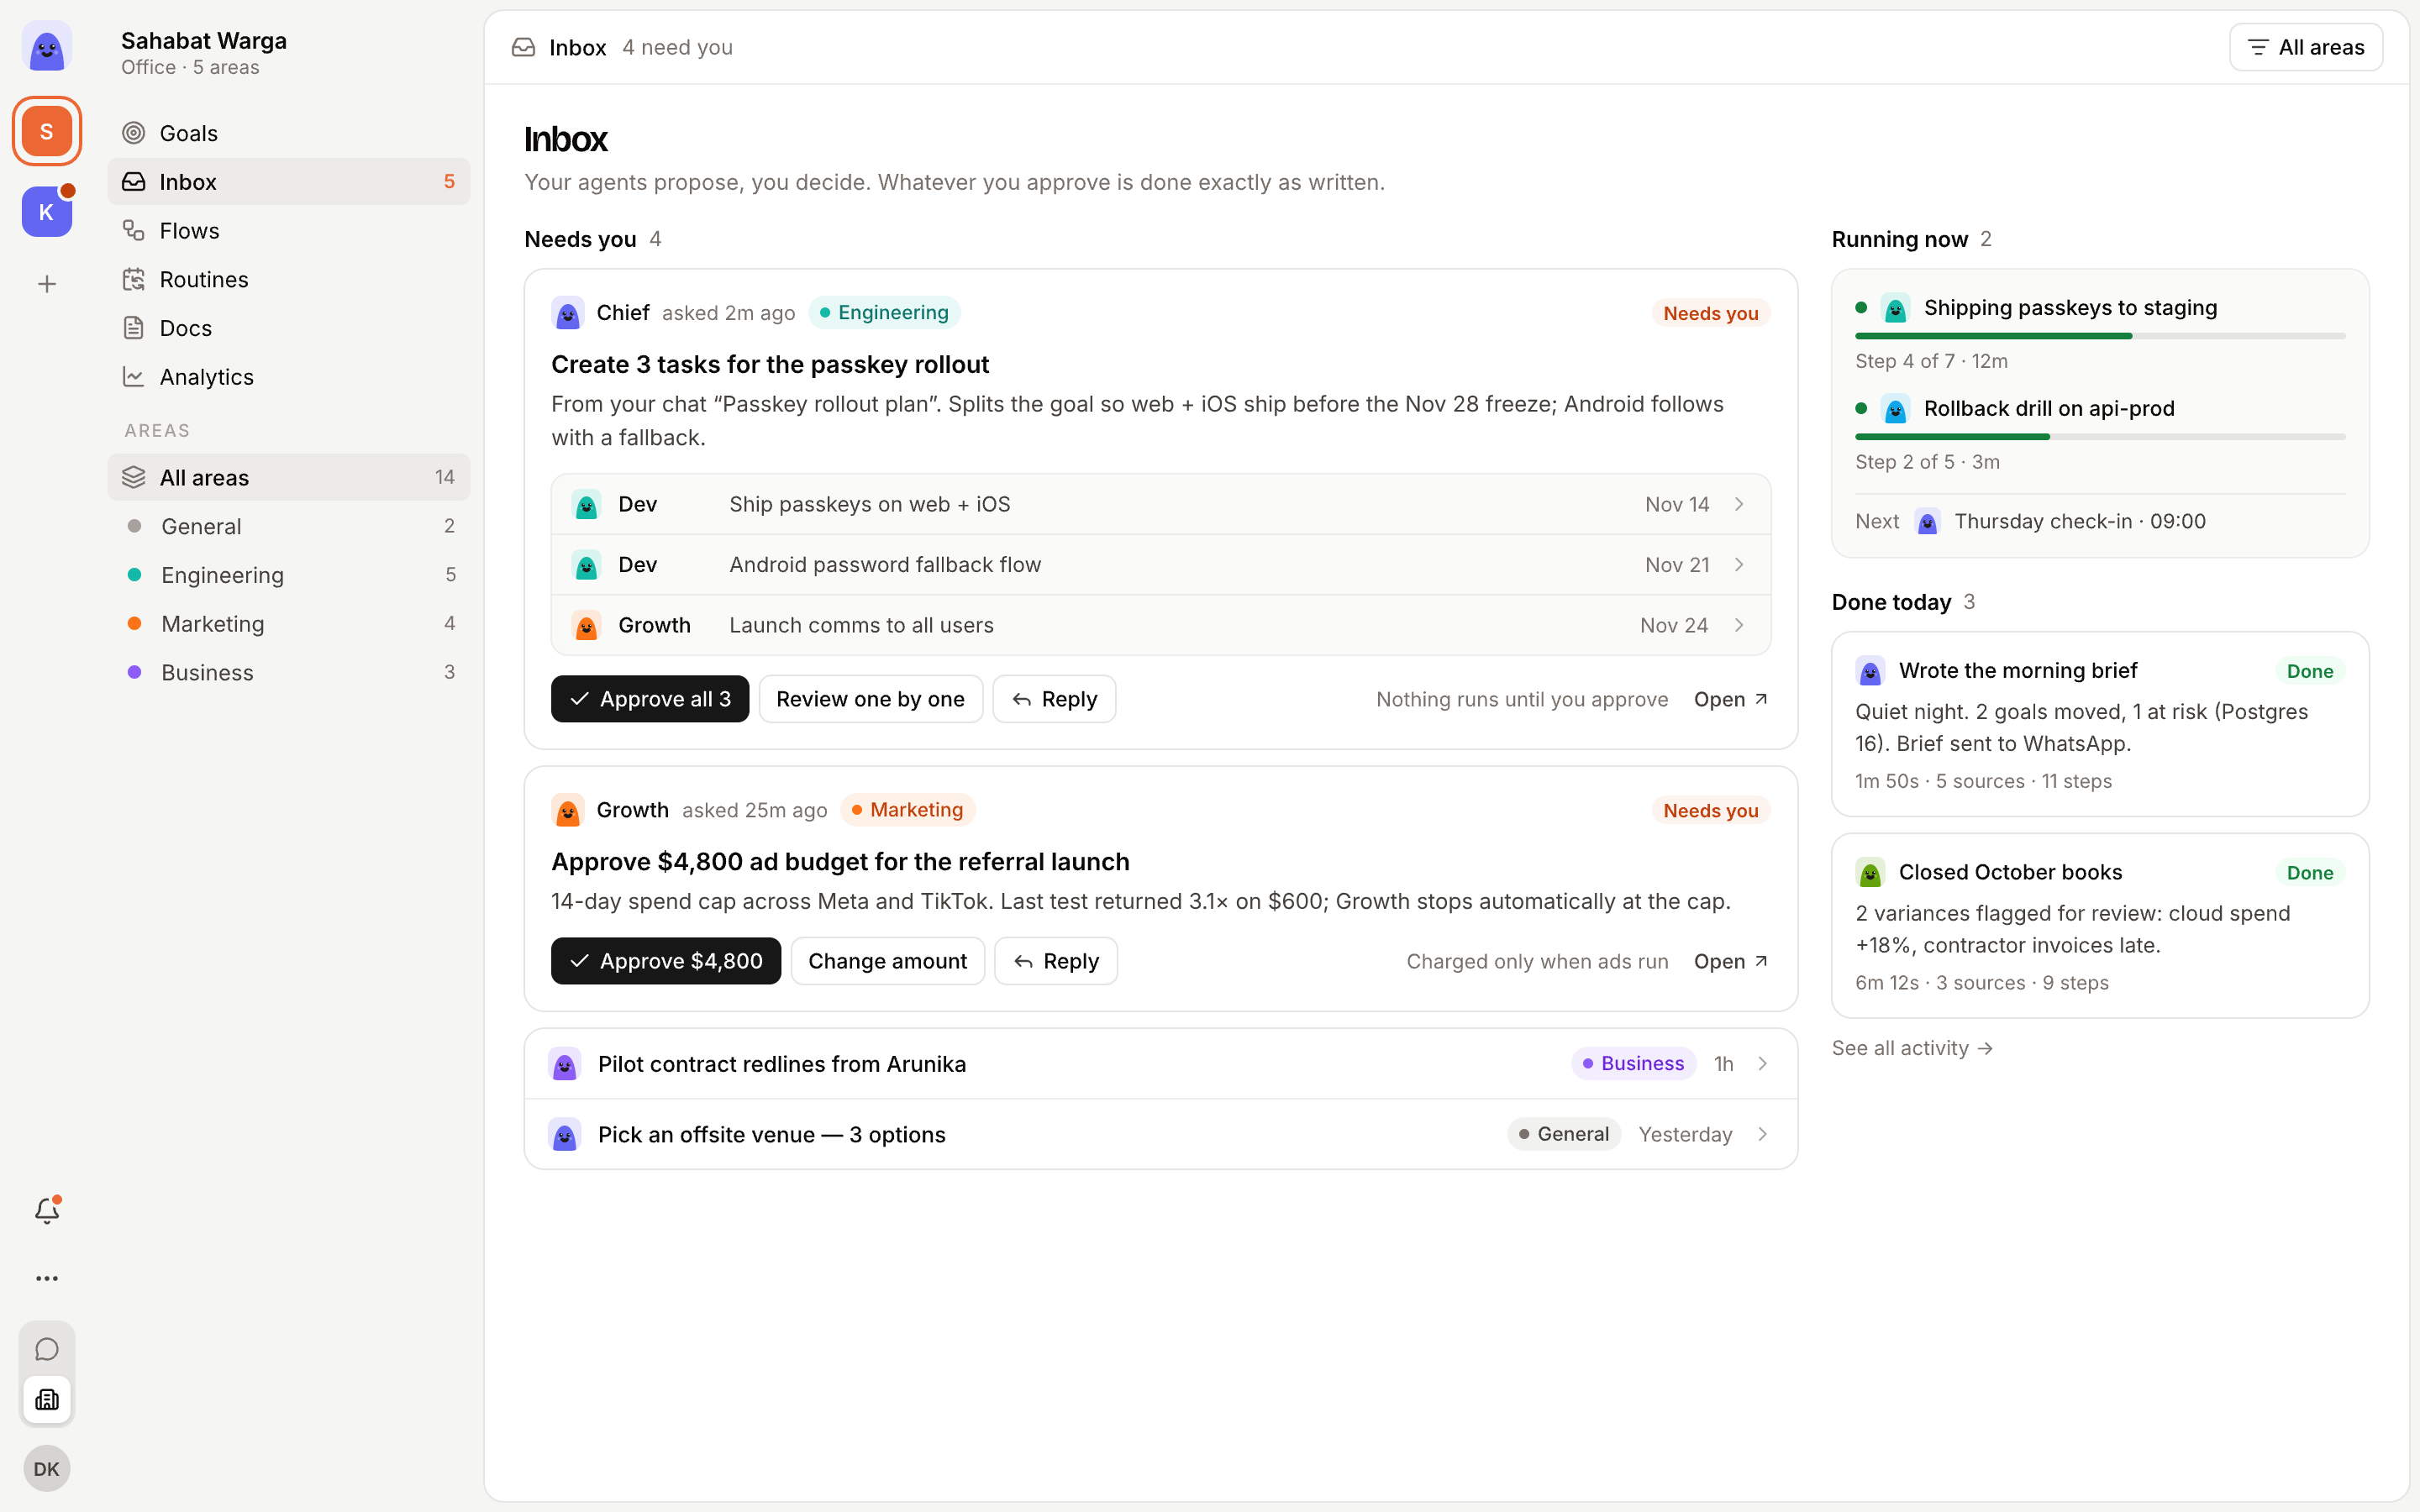 Sahabat Warga
Office · 5 areas
S
K
Goals
Inbox 5
Flows
Routines
Docs
Analytics
AREAS
All areas 14
General 2
Engineering 5
Marketing 4
Business 3
DK
Inbox 4 need you
All areas
Inbox
Your agents propose, you decide. Whatever you approve is done exactly as written.
Needs you 4
Chief asked 2m ago Engineering Needs you
Create 3 tasks for the passkey rollout
From your chat “Passkey rollout plan”. Splits the goal so web + iOS ship before the Nov 28 freeze; Android follows
with a fallback.
Dev Ship passkeys on web + iOS Nov 14
Dev Android password fallback flow Nov 21
Growth Launch comms to all users Nov 24
Approve all 3 Review one by one Reply Nothing runs until you approve Open
Growth asked 25m ago Marketing Needs you
Approve $4,800 ad budget for the referral launch
14-day spend cap across Meta and TikTok. Last test returned 3.1× on $600; Growth stops automatically at the cap.
Approve $4,800 Change amount Reply Charged only when ads run Open
Pilot contract redlines from Arunika Business 1h
Pick an offsite venue — 3 options General Yesterday
Running now 2
Shipping passkeys to staging
Step 4 of 7 · 12m
Rollback drill on api-prod
Step 2 of 5 · 3m
Next Thursday check-in · 09:00
Done today 3
Wrote the morning brief Done
Quiet night. 2 goals moved, 1 at risk (Postgres
16). Brief sent to WhatsApp.
1m 50s · 5 sources · 11 steps
Closed October books Done
2 variances flagged for review: cloud spend
+18%, contractor invoices late.
6m 12s · 3 sources · 9 steps
See all activity →